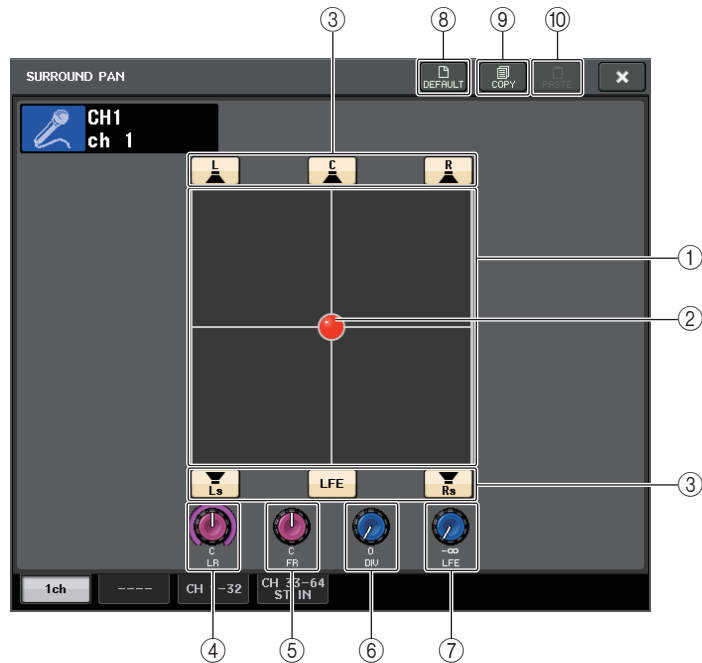 ③ ⑧ ⑨ ⑩
SURROUND PAN DEFAULT COPY PASTE ×
CH1
ch 1
L C R
①
②
Ls LFE Rs ③
C C 0 -∞
LR FR DIV LFE
1ch ---- CH -32 CH 33-64
ST IN
④ ⑤ ⑥ ⑦